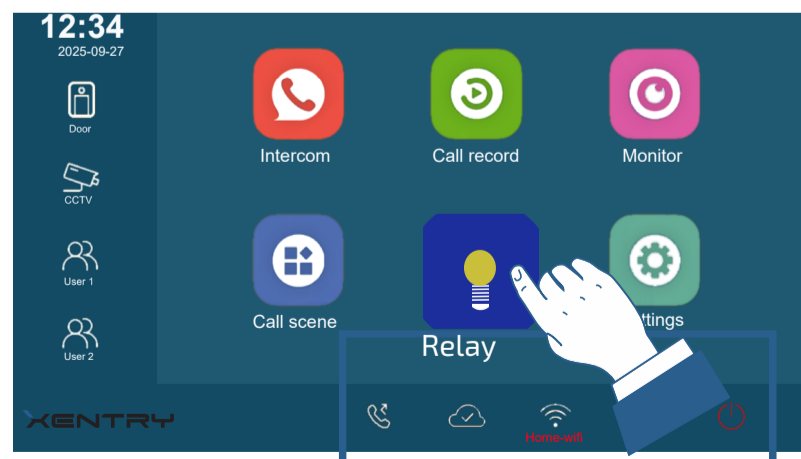 12:34
2025-09-27
Door
CCTV
User 1
User 2
Intercom
Call record
Monitor
Call scene
Relay
ttings
XENTRY
Home-wifi